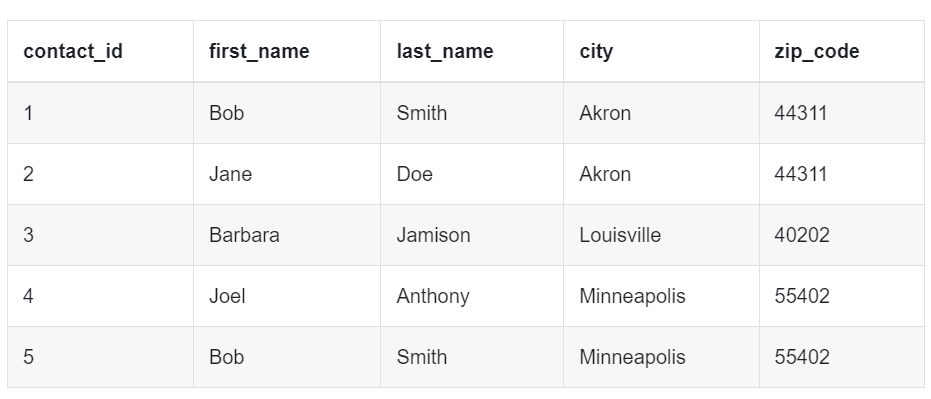 contact_id first_name last_name city zip_code
1 Bob Smith Akron 44311
2 Jane Doe Akron 44311
3 Barbara Jamison Louisville 40202
4 Joel Anthony Minneapolis 55402
5 Bob Smith Minneapolis 55402